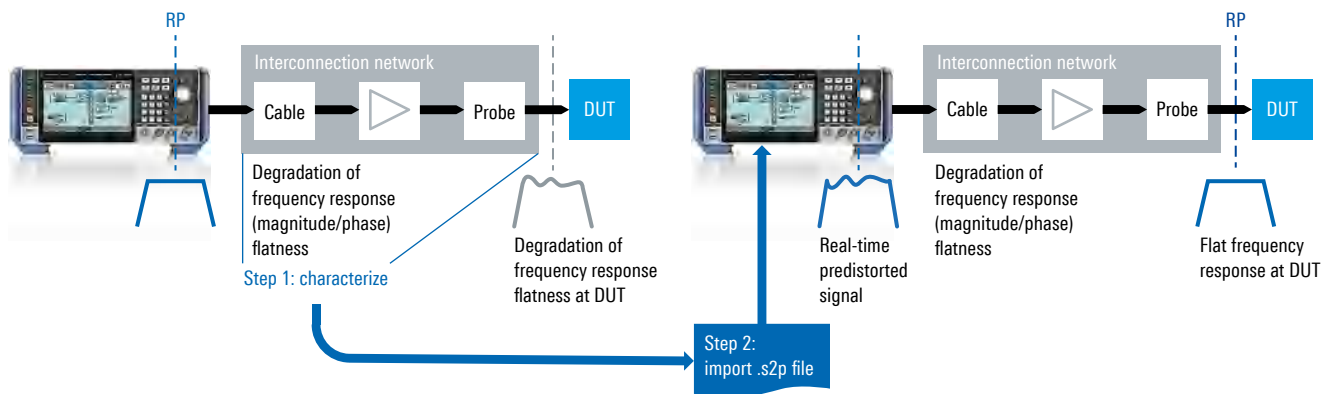 RP
Interconnection network
Cable
Probe
DUT
Degradation of
frequency response
(magnitude/phase)
flatness
Step 1: characterize
Degradation of
frequency response
flatness at DUT
RP
Interconnection network
Cable
Probe
DUT
Real-time
predistorted
signal
Degradation of
frequency response
(magnitude/phase)
flatness
Flat frequency
response at DUT
Step 2:
import .s2p file